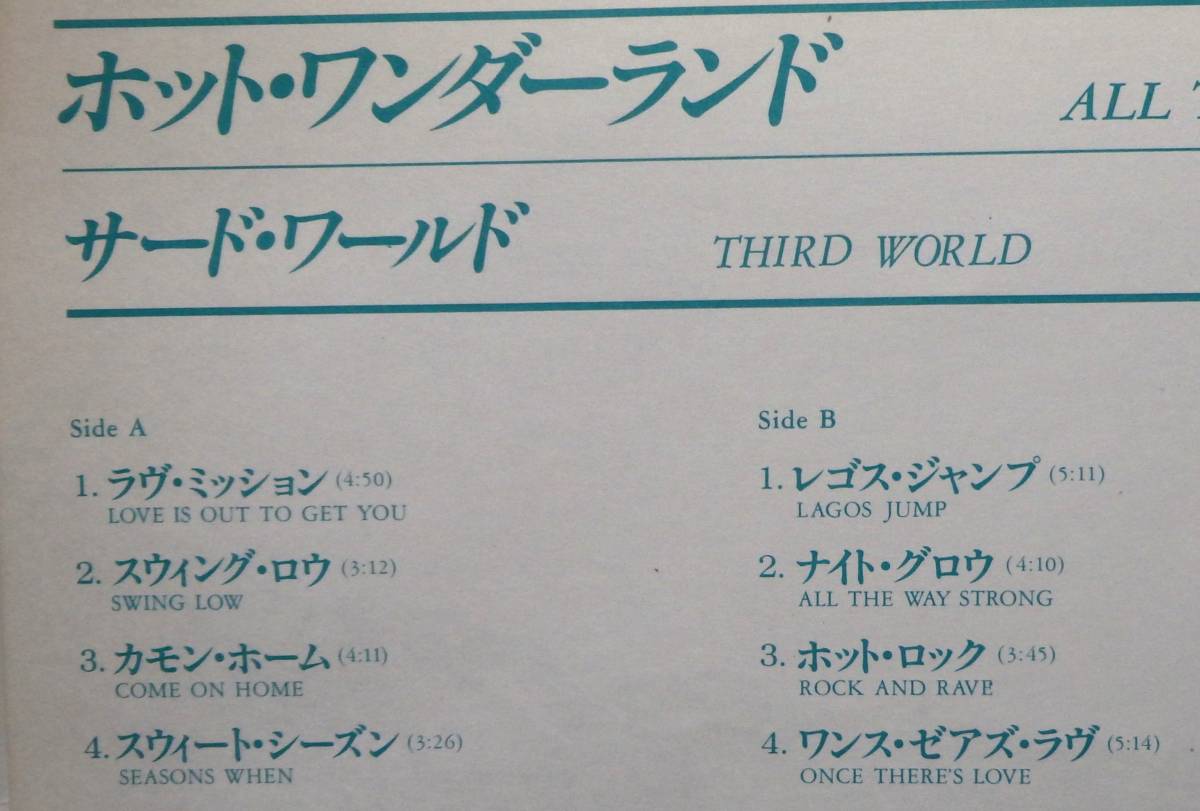 ホット・ワンダーランド ALL
サード・ワールド THIRD WORLD
Side A
1. ラヴ・ミッション (4:50)
LOVE IS OUT TO GET YOU
2. スウィング・ロウ (3:12)
SWING LOW
3. カモン・ホーム (4:11)
COME ON HOME
4. スウィート・シーズン (3:26)
SEASONS WHEN
Side B
1. レゴス・ジャンプ (5:11)
LAGOS JUMP
2. ナイト・グロウ (4:10)
ALL THE WAY STRONG
3. ホット・ロック (3:45)
ROCK AND RAVE
4. ワンス・ゼアズ・ラヴ (5:14)
ONCE THERE'S LOVE